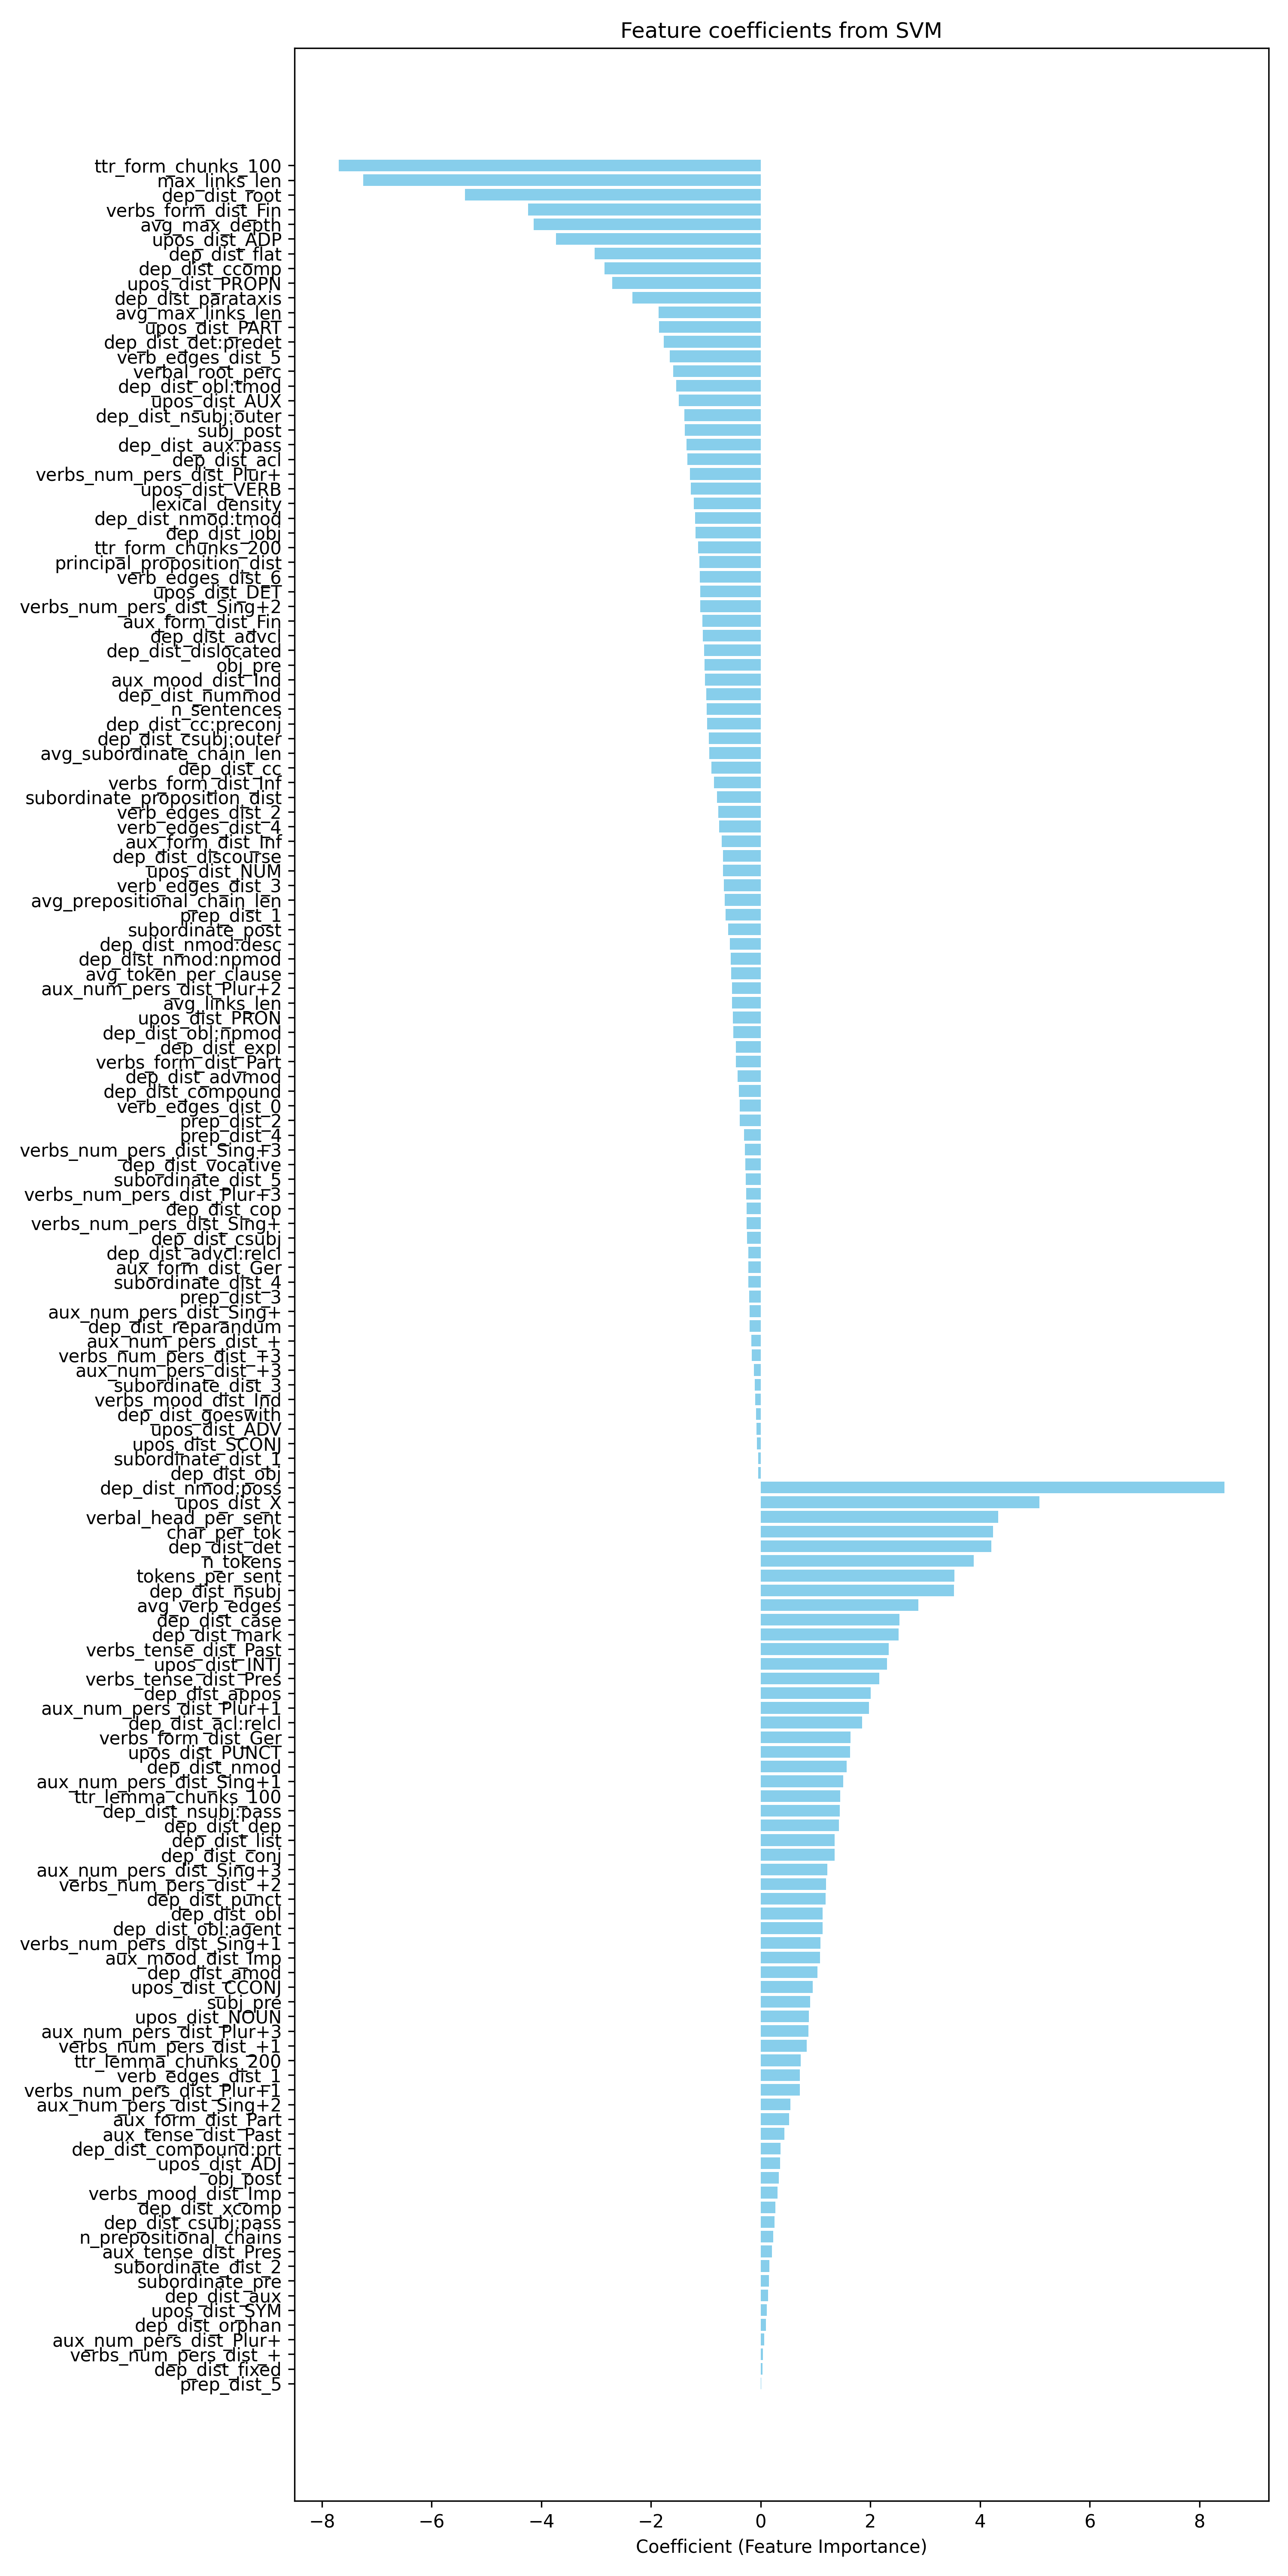 Feature coefficients from SVM
ttr_form_chunks_100
max_links_len
dep_dist_root
verbs_form_dist_Fin
avg_max_depth
upos_dist_ADP
dep_dist_flat
dep_dist_ccomp
upos_dist_PROPN
dep_dist_parataxis
avg_max_links_len
upos_dist_PART
dep_dist_det:predet
verb_edges_dist_5
verbal_root_perc
dep_dist_obl:tmod
upos_dist_AUX
dep_dist_nsubj:outer
subj_post
dep_dist_aux:pass
dep_dist_acl
verbs_num_pers_dist_Plur+
upos_dist_VERB
lexical_density
dep_dist_nmod:tmod
dep_dist_iobj
ttr_form_chunks_200
principal_proposition_dist
verb_edges_dist_6
upos_dist_DET
verbs_num_pers_dist_Sing+2
aux_form_dist_Fin
dep_dist_advcl
dep_dist_dislocated
obj_pre
aux_mood_dist_Ind
dep_dist_nummod
n_sentences
dep_dist_cc:preconj
dep_dist_csubj:outer
avg_subordinate_chain_len
dep_dist_cc
verbs_form_dist_Inf
subordinate_proposition_dist
verb_edges_dist_2
verb_edges_dist_4
aux_form_dist_Inf
dep_dist_discourse
upos_dist_NUM
verb_edges_dist_3
avg_prepositional_chain_len
prep_dist_1
subordinate_post
dep_dist_nmod:desc
dep_dist_nmod:npmod
avg_token_per_clause
aux_num_pers_dist_Plur+2
avg_links_len
upos_dist_PRON
dep_dist_obl:npmod
dep_dist_expl
verbs_form_dist_Part
dep_dist_advmod
dep_dist_compound
verb_edges_dist_0
prep_dist_2
prep_dist_4
verbs_num_pers_dist_Sing+3
dep_dist_vocative
subordinate_dist_5
verbs_num_pers_dist_Plur+3
dep_dist_cop
verbs_num_pers_dist_Sing+
dep_dist_csubj
dep_dist_advcl:relcl
aux_form_dist_Ger
subordinate_dist_4
prep_dist_3
aux_num_pers_dist_Sing+
dep_dist_reparandum
aux_num_pers_dist_+
verbs_num_pers_dist_+3
aux_num_pers_dist_+3
subordinate_dist_3
verbs_mood_dist_Ind
dep_dist_goeswith
upos_dist_ADV
upos_dist_SCONJ
subordinate_dist_1
dep_dist_obj
dep_dist_nmod:poss
upos_dist_X
verbal_head_per_sent
char_per_tok
dep_dist_det
n_tokens
tokens_per_sent
dep_dist_nsubj
avg_verb_edges
dep_dist_case
dep_dist_mark
verbs_tense_dist_Past
upos_dist_INTJ
verbs_tense_dist_Pres
dep_dist_appos
aux_num_pers_dist_Plur+1
dep_dist_acl:relcl
verbs_form_dist_Ger
upos_dist_PUNCT
dep_dist_nmod
aux_num_pers_dist_Sing+1
ttr_lemma_chunks_100
dep_dist_nsubj:pass
dep_dist_dep
dep_dist_list
dep_dist_conj
aux_num_pers_dist_Sing+3
verbs_num_pers_dist_+2
dep_dist_punct
dep_dist_obl
dep_dist_obl:agent
verbs_num_pers_dist_Sing+1
aux_mood_dist_Imp
dep_dist_amod
upos_dist_CCONJ
subj_pre
upos_dist_NOUN
aux_num_pers_dist_Plur+3
verbs_num_pers_dist_+1
ttr_lemma_chunks_200
verb_edges_dist_1
verbs_num_pers_dist_Plur+1
aux_num_pers_dist_Sing+2
aux_form_dist_Part
aux_tense_dist_Past
dep_dist_compound:prt
upos_dist_ADJ
obj_post
verbs_mood_dist_Imp
dep_dist_xcomp
dep_dist_csubj:pass
n_prepositional_chains
aux_tense_dist_Pres
subordinate_dist_2
subordinate_pre
dep_dist_aux
upos_dist_SYM
dep_dist_orphan
aux_num_pers_dist_Plur+
verbs_num_pers_dist_+
dep_dist_fixed
prep_dist_5
−8 −6 −4 −2 0 2 4 6 8
Coefficient (Feature Importance)